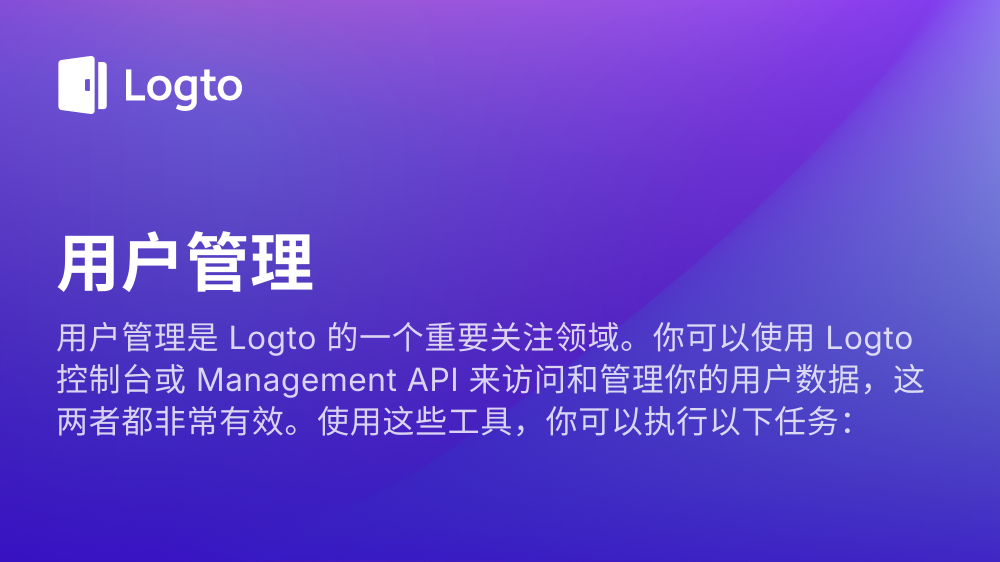 Logto
用户管理
用户管理是 Logto 的一个重要关注领域。你可以使用 Logto
控制台或 Management API 来访问和管理你的用户数据，这
两者都非常有效。使用这些工具，你可以执行以下任务：